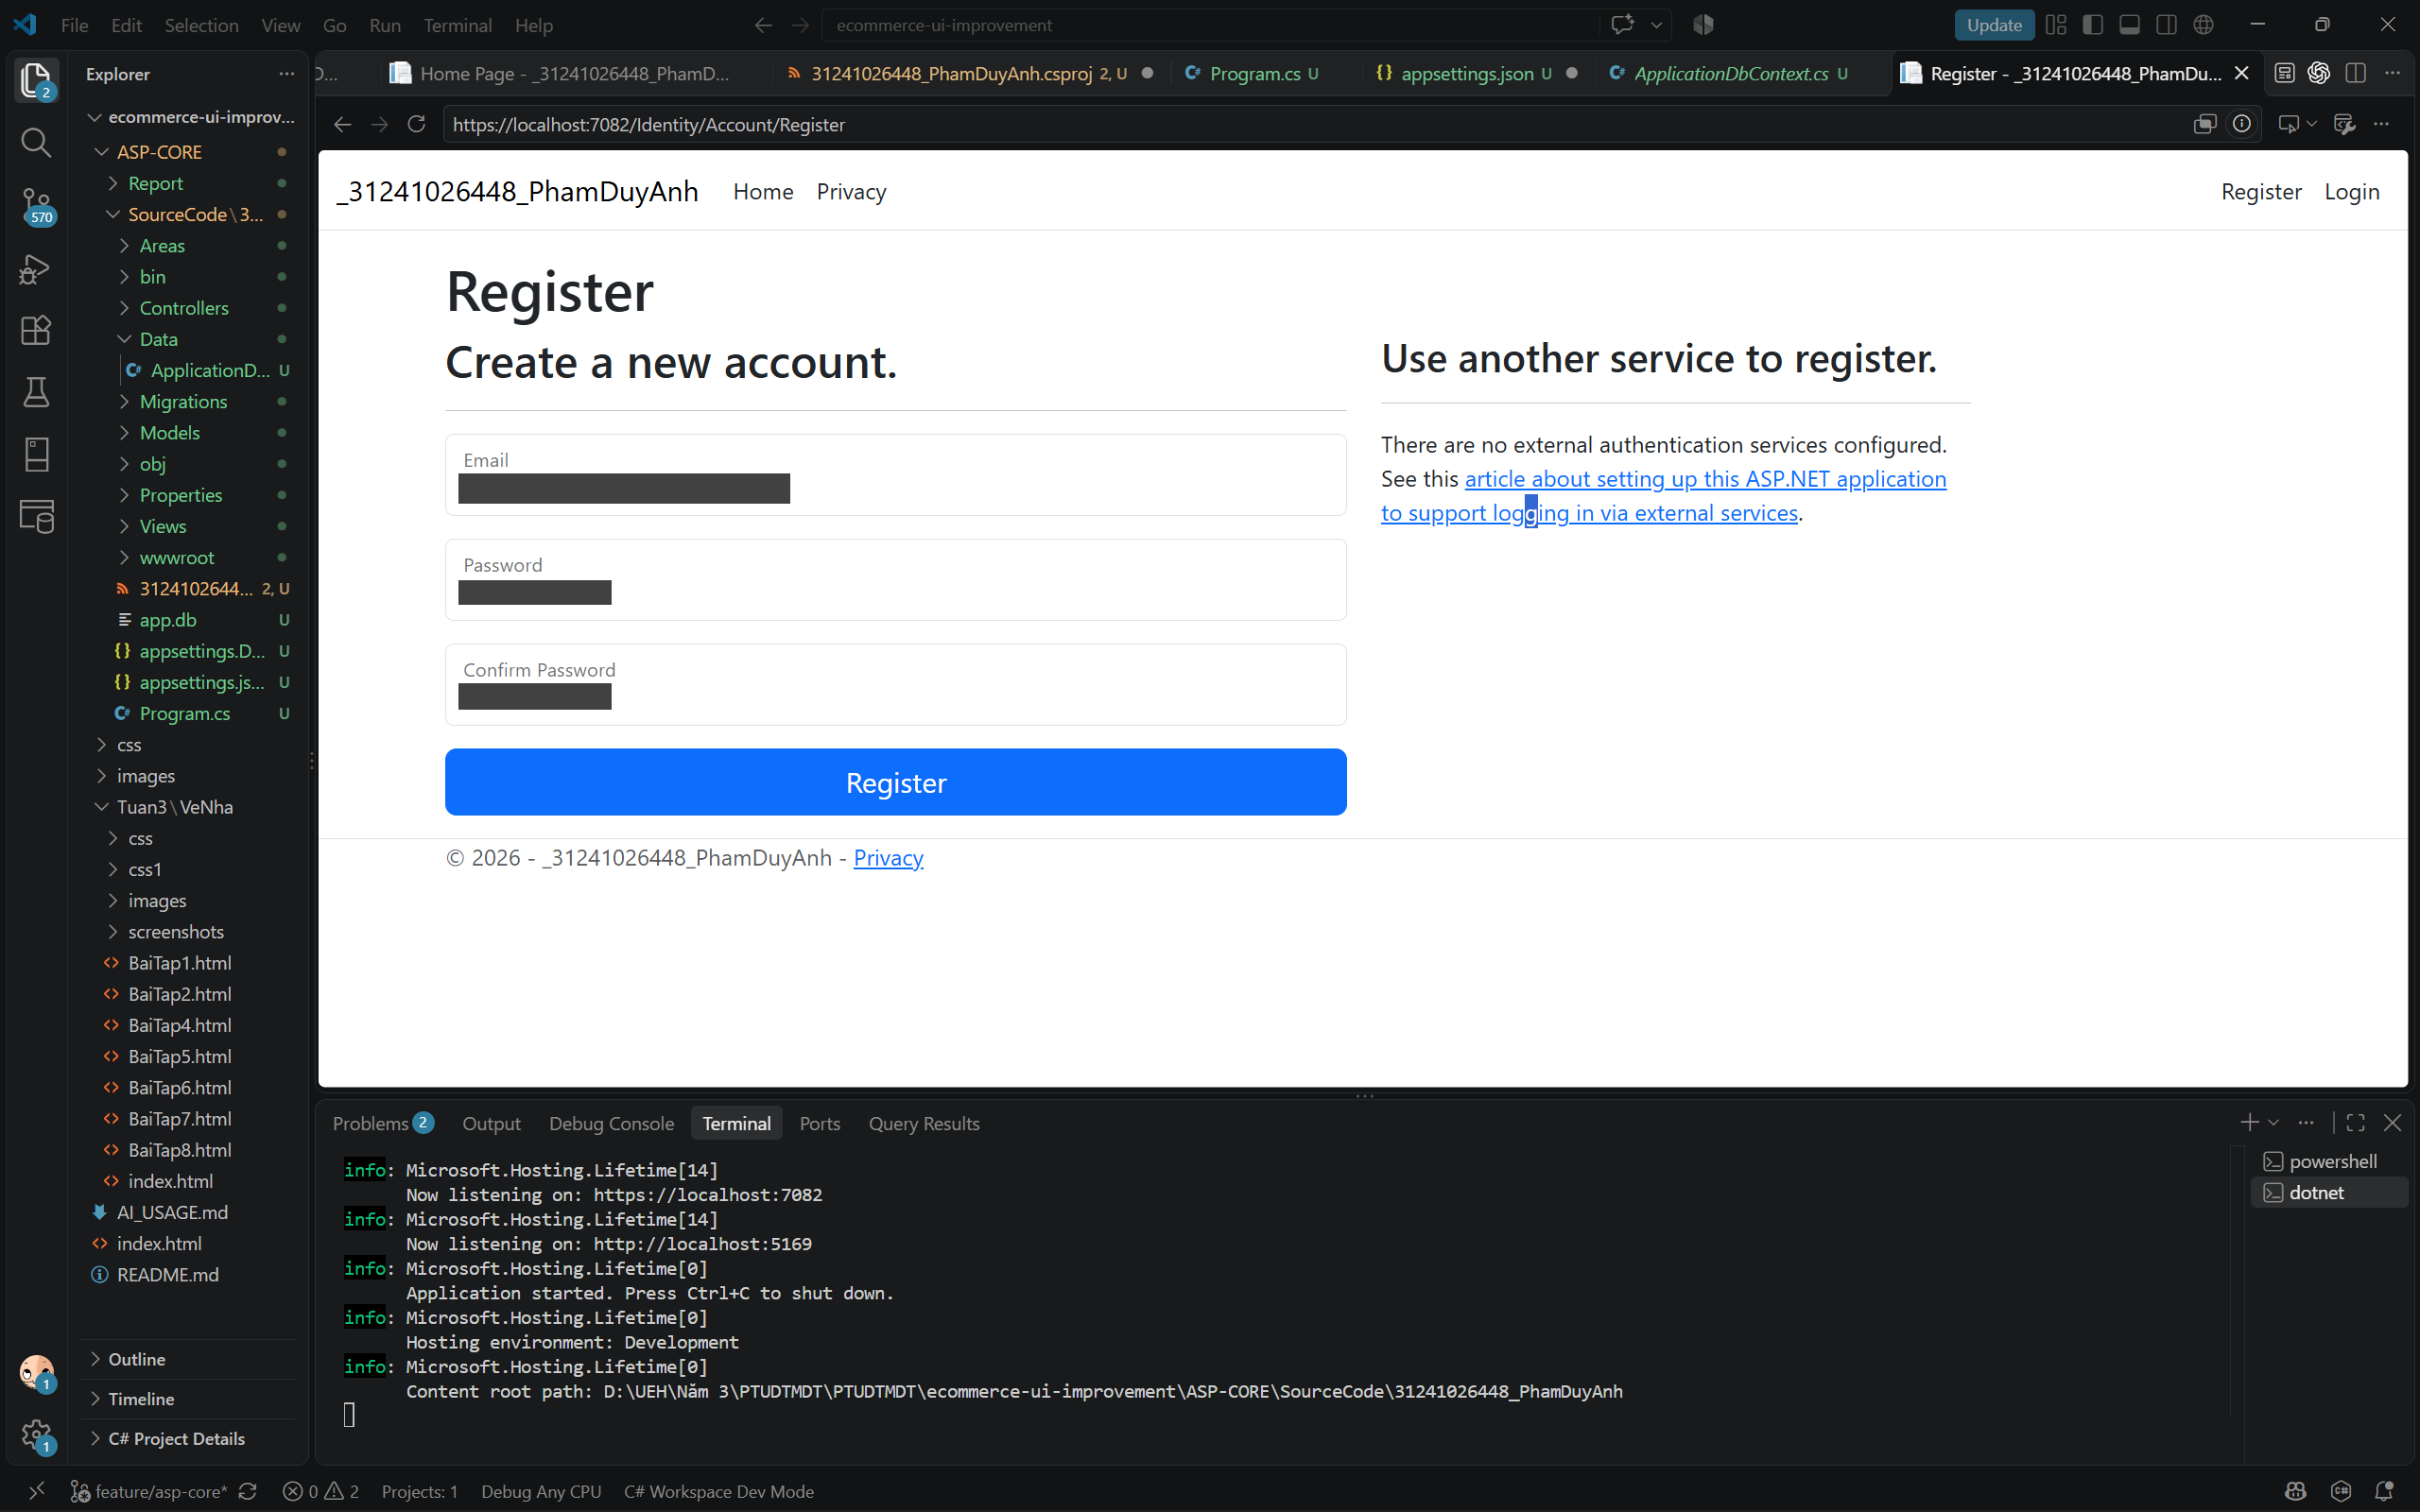 File Edit Selection View Go Run Terminal Help
ecommerce-ui-improvement
Update
Explorer
D...
Home Page - _31241026448_PhamD...
31241026448_PhamDuyAnh.csproj 2, U
Program.cs U
{} appsettings.json U
ApplicationDbContext.cs U
Register - _31241026448_PhamDu...
https://localhost:7082/Identity/Account/Register
2
570
ecommerce-ui-improv...
ASP-CORE
Report
SourceCode\3...
Areas
bin
Controllers
Data
ApplicationD... U
Migrations
Models
obj
Properties
Views
wwwroot
3124102644... 2, U
app.db U
{} appsettings.D... U
{} appsettings.js... U
Program.cs U
css
images
Tuan3\VeNha
css
css1
images
screenshots
BaiTap1.html
BaiTap2.html
BaiTap4.html
BaiTap5.html
BaiTap6.html
BaiTap7.html
BaiTap8.html
index.html
AI_USAGE.md
index.html
README.md
Outline
Timeline
C# Project Details
1
1
_31241026448_PhamDuyAnh Home Privacy
Register Login
Register
Create a new account.
Email
Password
Confirm Password
Register
Use another service to register.
There are no external authentication services configured.
See this article about setting up this ASP.NET application
to support logging in via external services.
© 2026 - _31241026448_PhamDuyAnh - Privacy
Problems 2 Output Debug Console Terminal Ports Query Results
info: Microsoft.Hosting.Lifetime[14]
Now listening on: https://localhost:7082
info: Microsoft.Hosting.Lifetime[14]
Now listening on: http://localhost:5169
info: Microsoft.Hosting.Lifetime[0]
Application started. Press Ctrl+C to shut down.
info: Microsoft.Hosting.Lifetime[0]
Hosting environment: Development
info: Microsoft.Hosting.Lifetime[0]
Content root path: D:\UEH\Năm 3\PTUDTMDT\PTUDTMDT\ecommerce-ui-improvement\ASP-CORE\SourceCode\31241026448_PhamDuyAnh
powershell
dotnet
feature/asp-core* 0 2 Projects: 1 Debug Any CPU C# Workspace Dev Mode